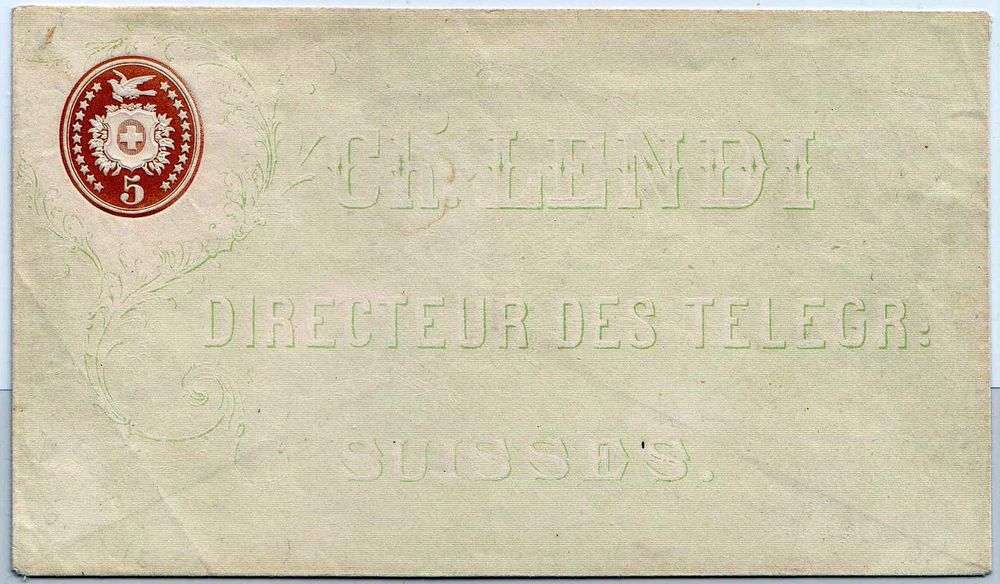 5
CH. LENDI
DIRECTEUR DES TELEGR:
SUISSES.